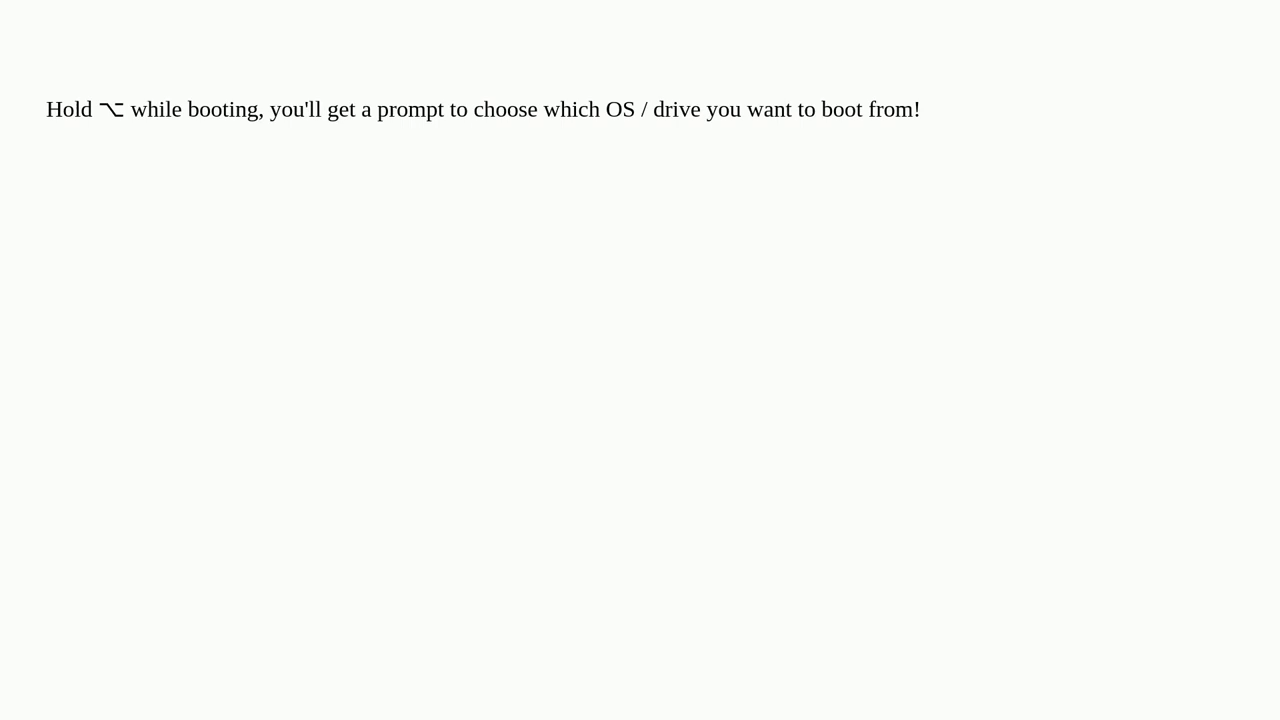 Hold ⌥ while booting, you'll get a prompt to choose which OS / drive you want to boot from!